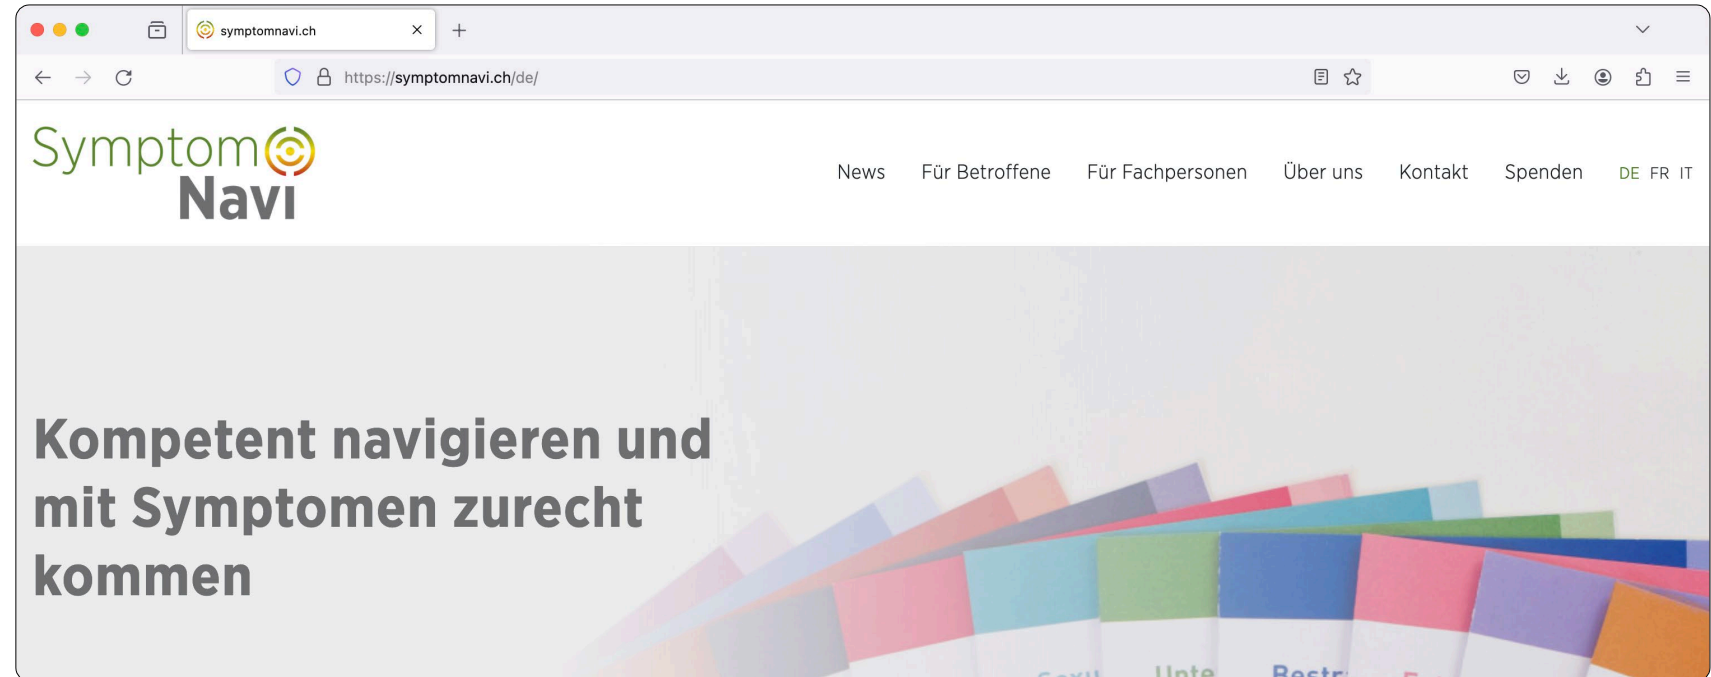 symptomnavi.ch
https://symptomnavi.ch/de/
Symptom
Navi
News Für Betroffene Für Fachpersonen Über uns Kontakt Spenden DE FR IT
Kompetent navigieren und
mit Symptomen zurecht
kommen